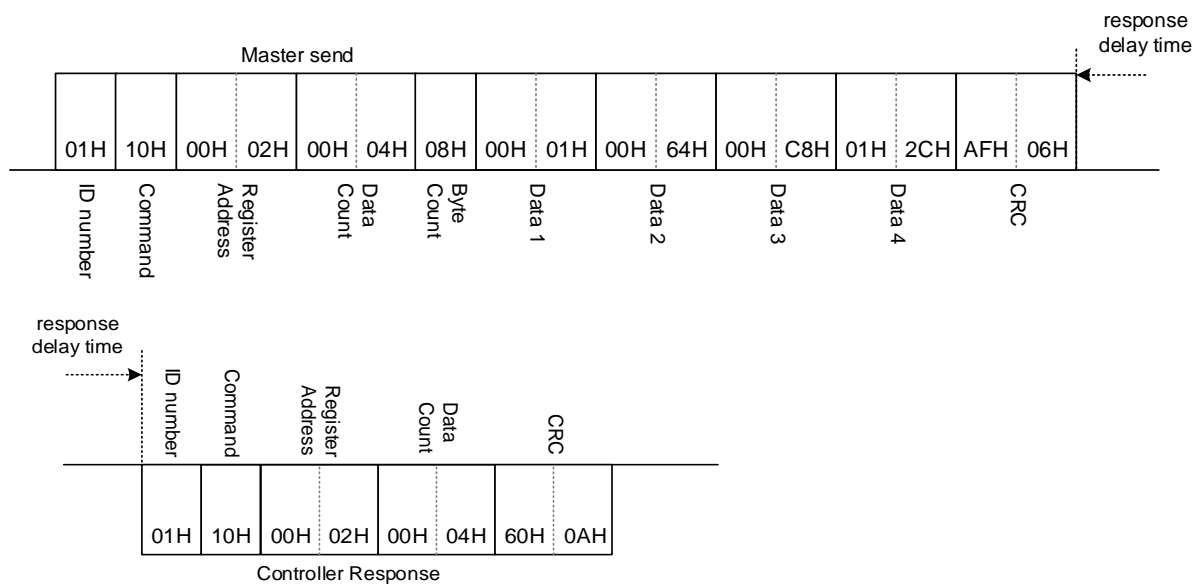 response
delay time
Master send
01H 10H 00H 02H 00H 04H 08H 00H 01H 00H 64H 00H C8H 01H 2CH AFH 06H
ID number
Command
Register
Address
Data
Count
Byte
Count
Data 1
Data 2
Data 3
Data 4
CRC
response
delay time
ID number
Command
Register
Address
Data
Count
CRC
01H 10H 00H 02H 00H 04H 60H 0AH
Controller Response